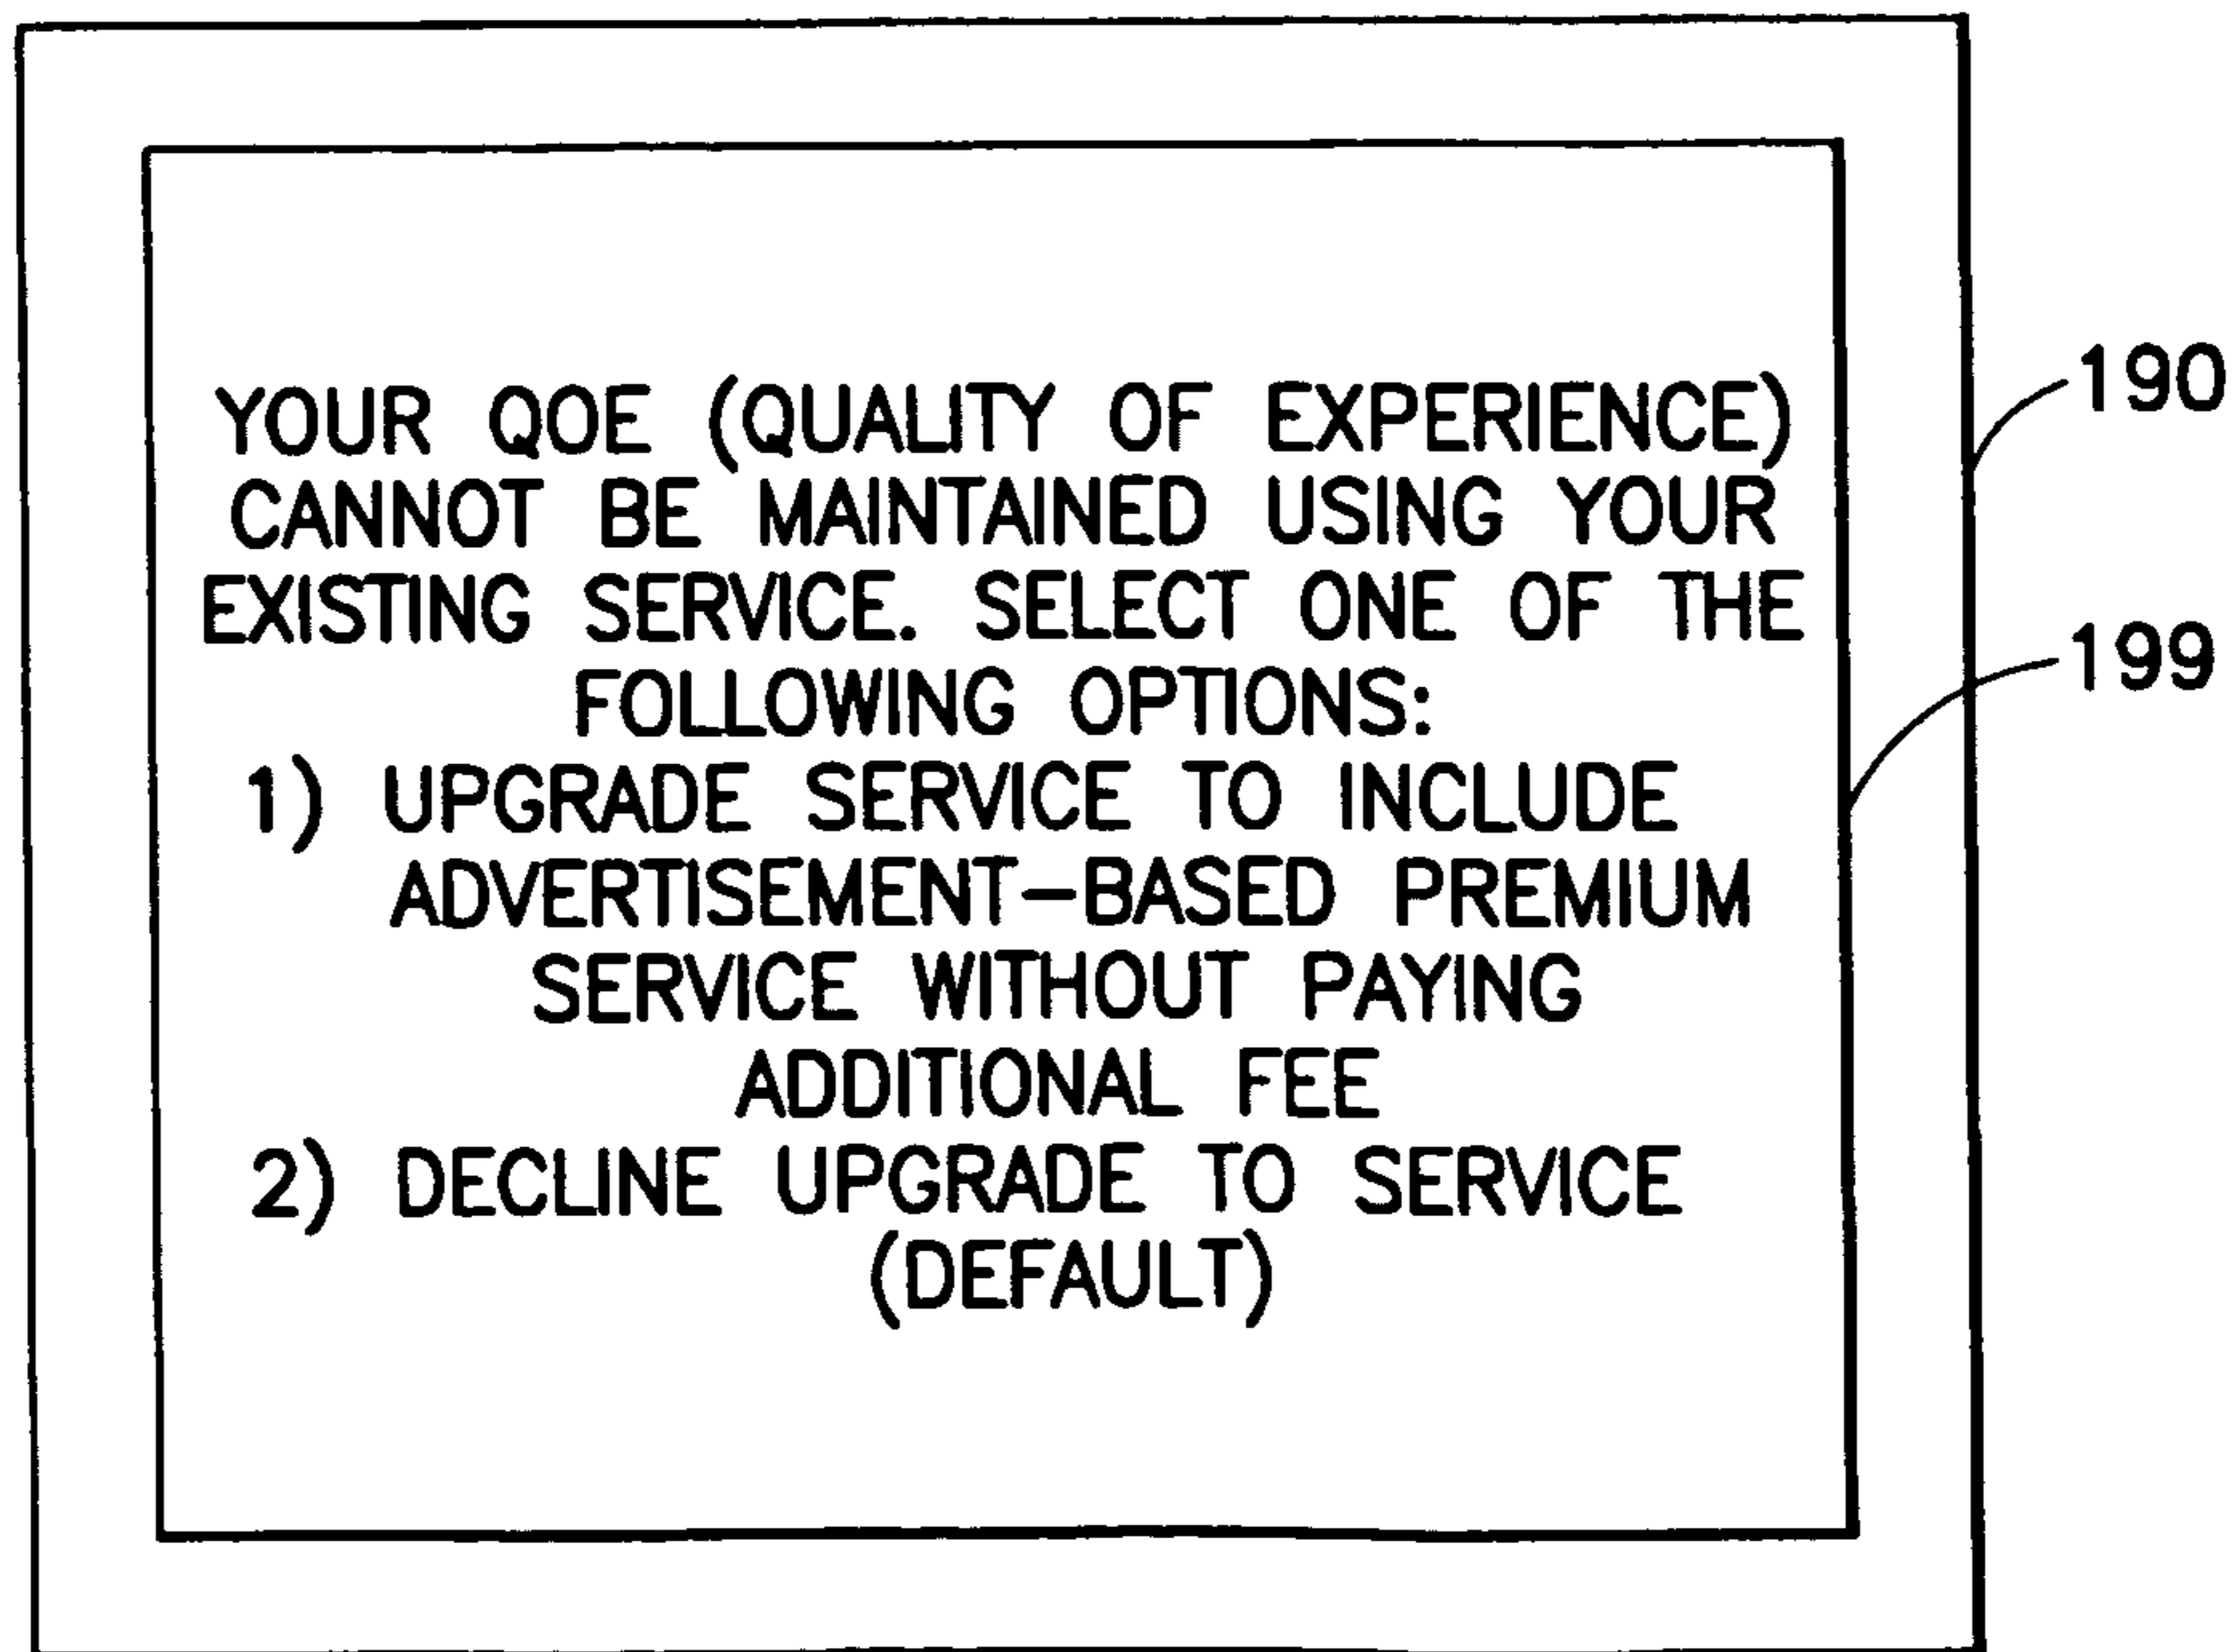 YOUR QOE (QUALITY OF EXPERIENCE)
CANNOT BE MAINTAINED USING YOUR
EXISTING SERVICE. SELECT ONE OF THE
FOLLOWING OPTIONS:
1) UPGRADE SERVICE TO INCLUDE
ADVERTISEMENT-BASED PREMIUM
SERVICE WITHOUT PAYING
ADDITIONAL FEE
2) DECLINE UPGRADE TO SERVICE
(DEFAULT)
190
199